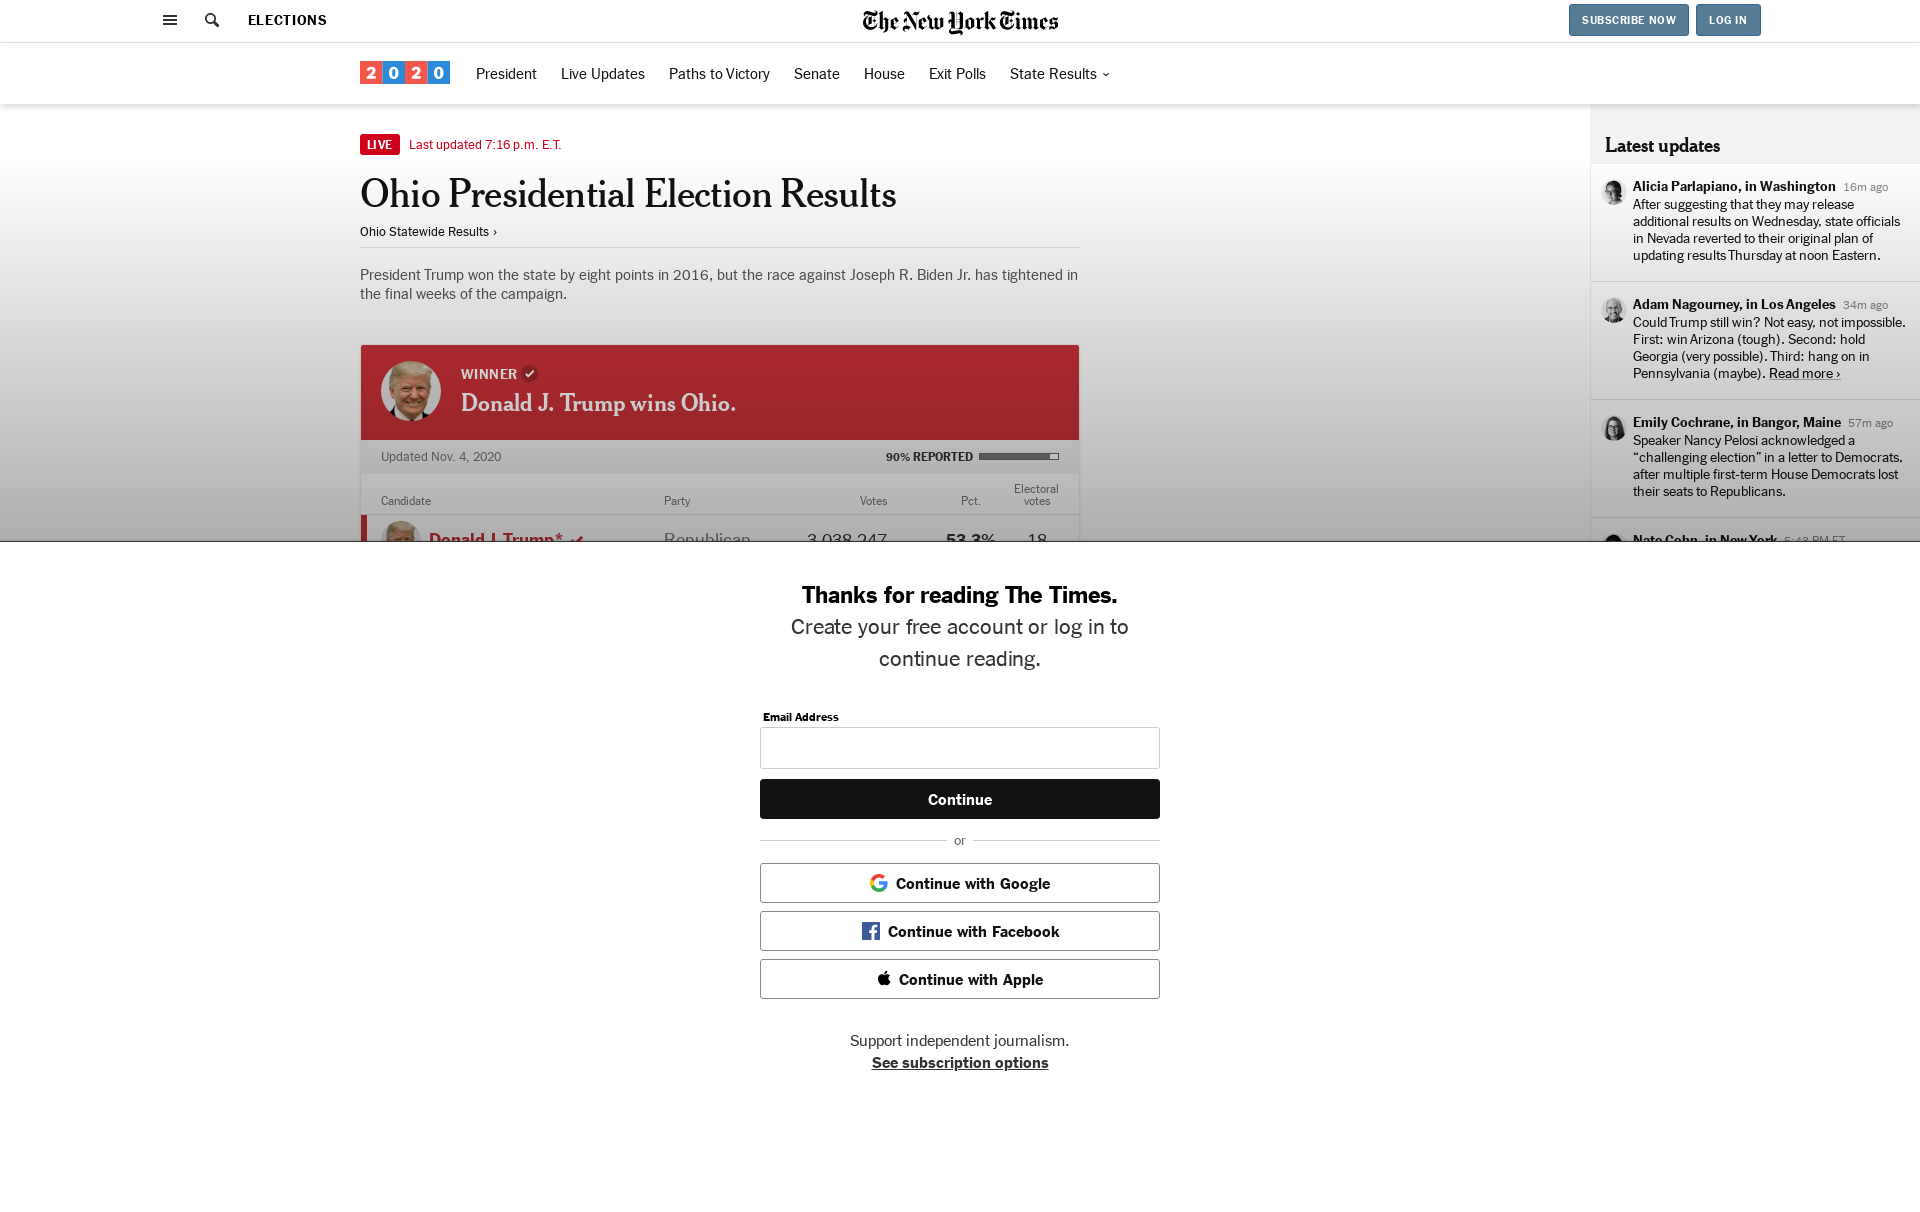 ELECTIONS
The New York Times
SUBSCRIBE NOW
LOG IN
2020
President
Live Updates
Paths to Victory
Senate
House
Exit Polls
State Results
LIVE
Last updated 7:16 p.m. E.T.
Ohio Presidential Election Results
Ohio Statewide Results ›
President Trump won the state by eight points in 2016, but the race against Joseph R. Biden Jr. has tightened in
the final weeks of the campaign.
WINNER
Donald J. Trump wins Ohio.
Updated Nov. 4, 2020
90% REPORTED
Candidate
Party
Votes
Pct.
Electoral
votes
Donald J. Trump*
Republican
3,038,247
53.3%
18
Latest updates
Alicia Parlapiano, in Washington 16m ago
After suggesting that they may release
additional results on Wednesday, state officials
in Nevada reverted to their original plan of
updating results Thursday at noon Eastern.
Adam Nagourney, in Los Angeles 34m ago
Could Trump still win? Not easy, not impossible.
First: win Arizona (tough). Second: hold
Georgia (very possible). Third: hang on in
Pennsylvania (maybe). Read more ›
Emily Cochrane, in Bangor, Maine 57m ago
Speaker Nancy Pelosi acknowledged a
“challenging election” in a letter to Democrats,
after multiple first-term House Democrats lost
their seats to Republicans.
Nate Cohn, in New York 5:43 PM ET
Thanks for reading The Times.
Create your free account or log in to
continue reading.
Email Address
Continue
or
Continue with Google
Continue with Facebook
Continue with Apple
Support independent journalism.
See subscription options